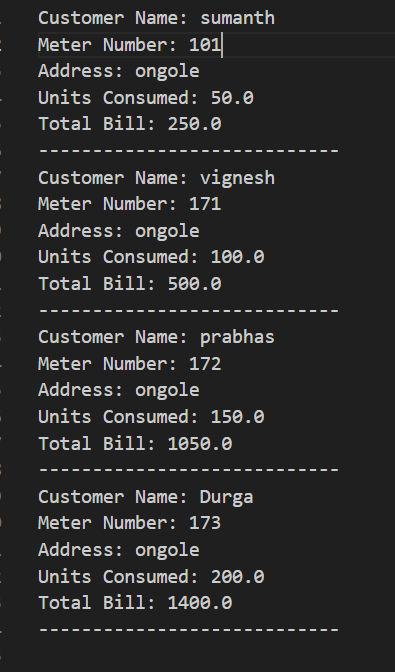 Customer Name: sumanth
Meter Number: 101
Address: ongole
Units Consumed: 50.0
Total Bill: 250.0
----------------------------
Customer Name: vignesh
Meter Number: 171
Address: ongole
Units Consumed: 100.0
Total Bill: 500.0
----------------------------
Customer Name: prabhas
Meter Number: 172
Address: ongole
Units Consumed: 150.0
Total Bill: 1050.0
----------------------------
Customer Name: Durga
Meter Number: 173
Address: ongole
Units Consumed: 200.0
Total Bill: 1400.0
----------------------------